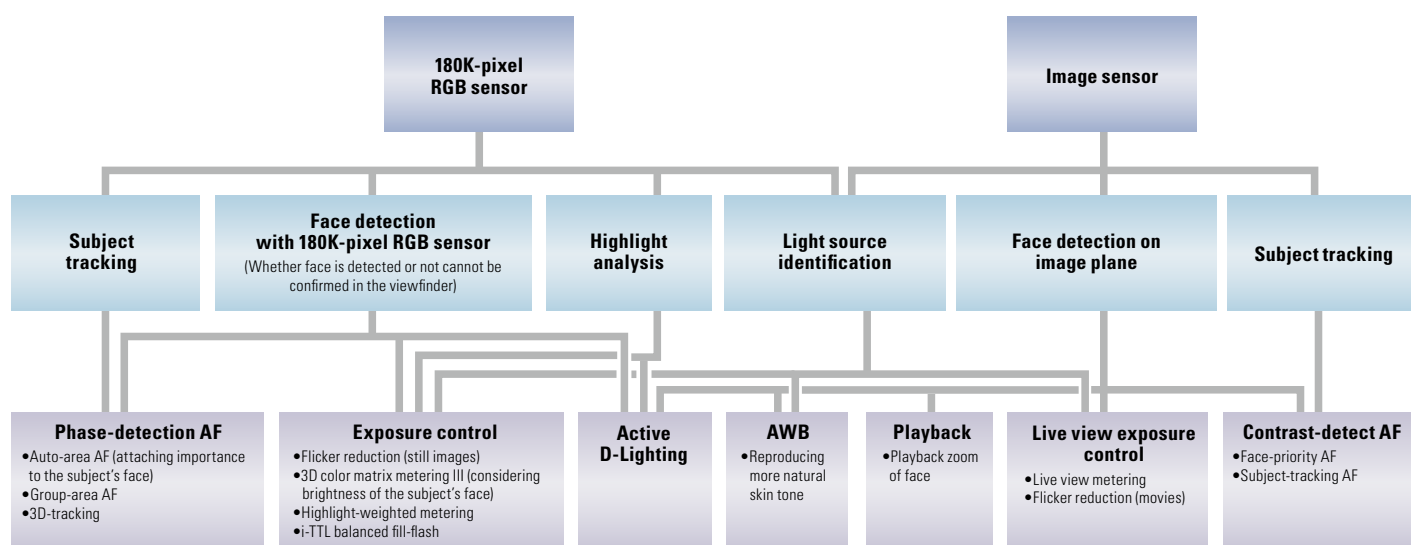 180K-pixel
RGB sensor
Image sensor
Subject
tracking
Face detection
with 180K-pixel RGB sensor
(Whether face is detected or not cannot be
confirmed in the viewfinder)
Highlight
analysis
Light source
identification
Face detection on
image plane
Subject tracking
Phase-detection AF
•Auto-area AF (attaching importance
to the subject's face)
•Group-area AF
•3D-tracking
Exposure control
•Flicker reduction (still images)
•3D color matrix metering III (considering
brightness of the subject's face)
•Highlight-weighted metering
•i-TTL balanced fill-flash
Active
D-Lighting
AWB
•Reproducing
more natural
skin tone
Playback
•Playback zoom
of face
Live view exposure
control
•Live view metering
•Flicker reduction (movies)
Contrast-detect AF
•Face-priority AF
•Subject-tracking AF